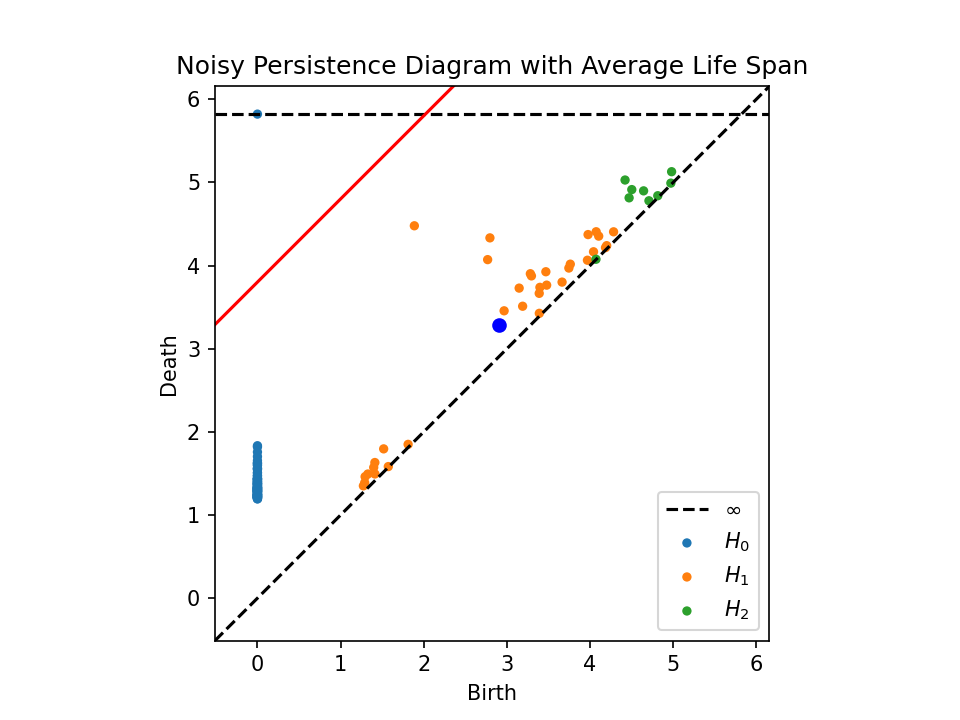 Noisy Persistence Diagram with Average Life Span
6
5
4
3
2
1
0
Death
0 1 2 3 4 5 6
Birth
∞
H₀
H₁
H₂